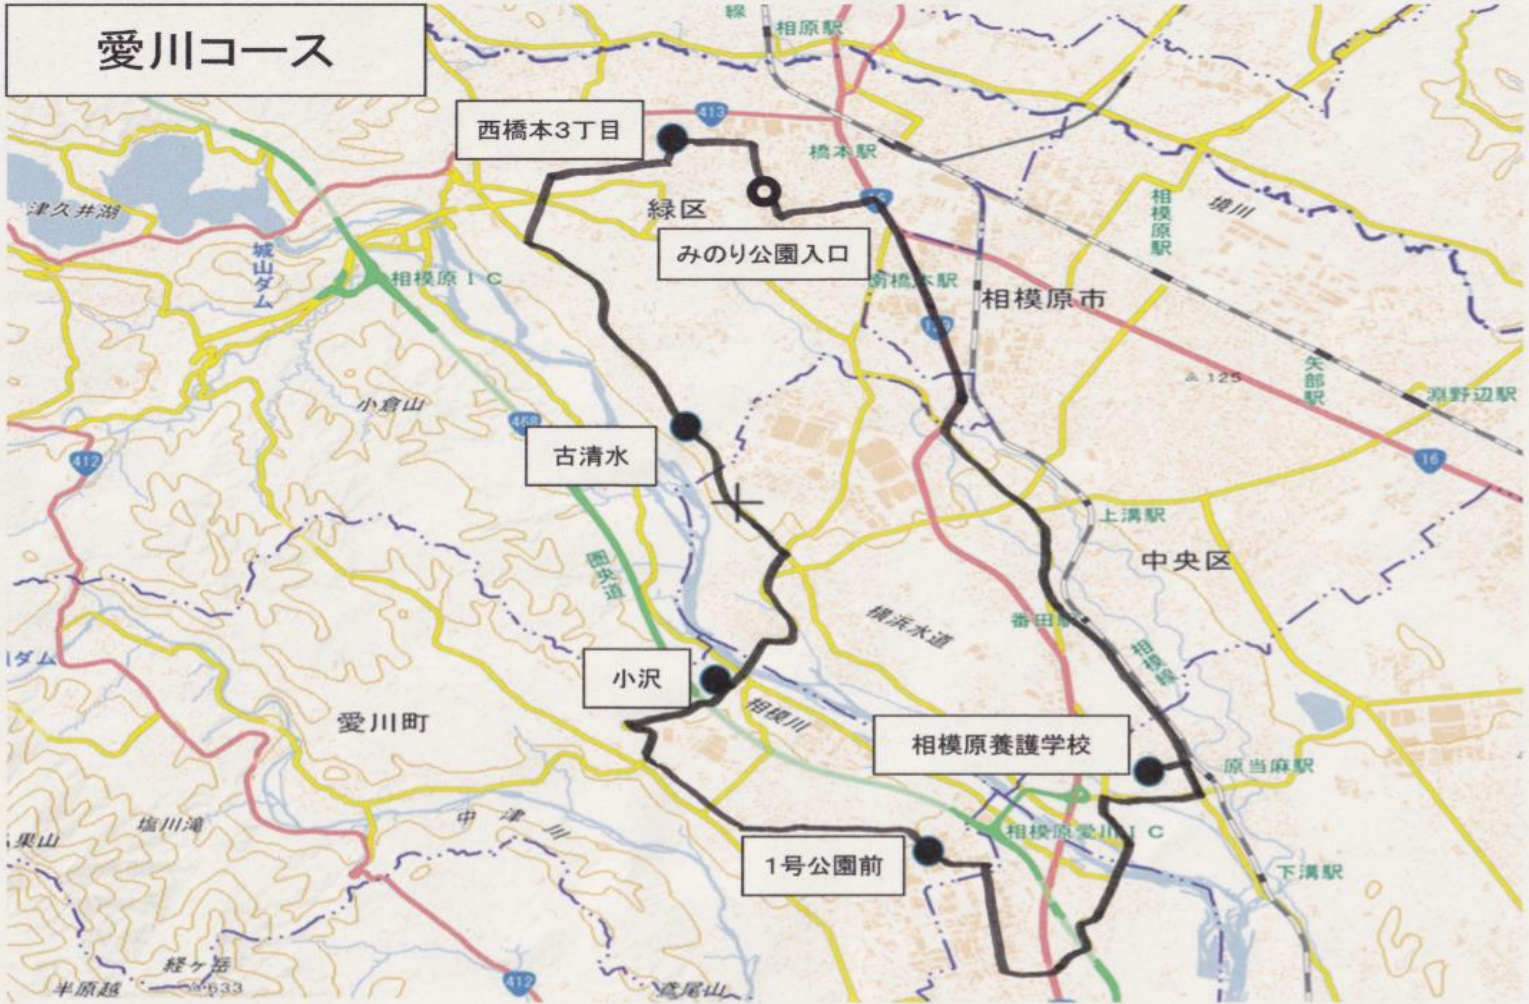 愛川コース
線
相原駅
413
西橋本3丁目
橋本駅
津久井湖
緑区
相模原駅
境川
城山ダム
相模原IC
みのり公園入口
南橋本駅
相模原市
129
125
矢部駅
淵野辺駅
小倉山
468
412
古清水
16
上溝駅
中央区
圏央道
横浜水道
番田駅
相模線
ダム
小沢
相模川
愛川町
相模原養護学校
原当麻駅
塩川滝
中津川
相模原愛川IC
1号公園前
下溝駅
経ヶ岳
半原越
633
412
鳶尾山